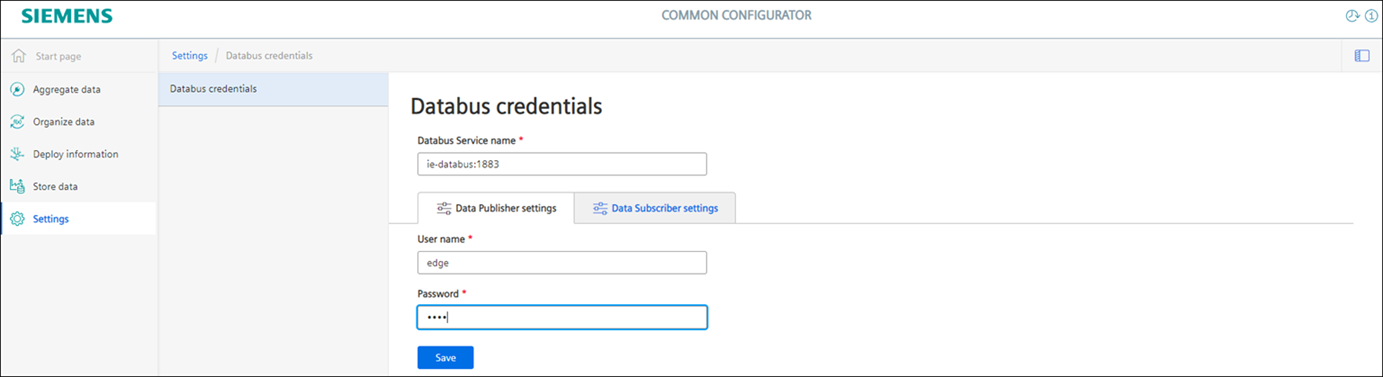 SIEMENS
COMMON CONFIGURATOR
Start page
Settings / Databus credentials
Aggregate data
Organize data
Deploy information
Store data
Settings
Databus credentials
Databus credentials
Databus Service name *
ie-databus:1883
Data Publisher settings
Data Subscriber settings
User name *
edge
Password *
••••
Save